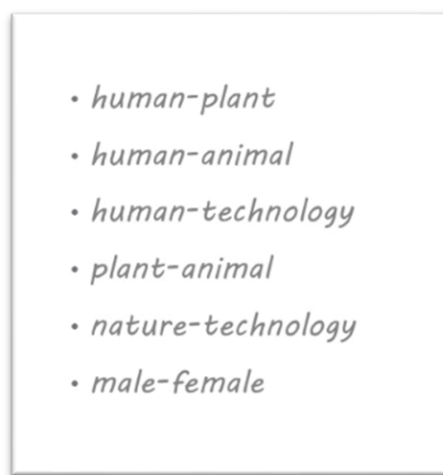 • human-plant
• human-animal
• human-technology
• plant-animal
• nature-technology
• male-female